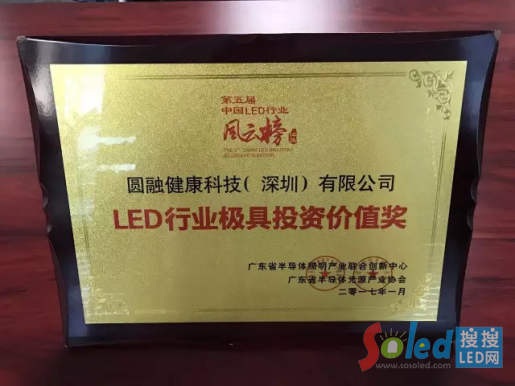 第五届
中国LED行业
风云榜
圆融健康科技(深圳)有限公司
LED行业极具投资价值奖
广东省半导体照明产业联合创新中心
广东省半导体光源产业协会
二零一七年一月
Soled
搜搜
LED网
www.sosoled.com